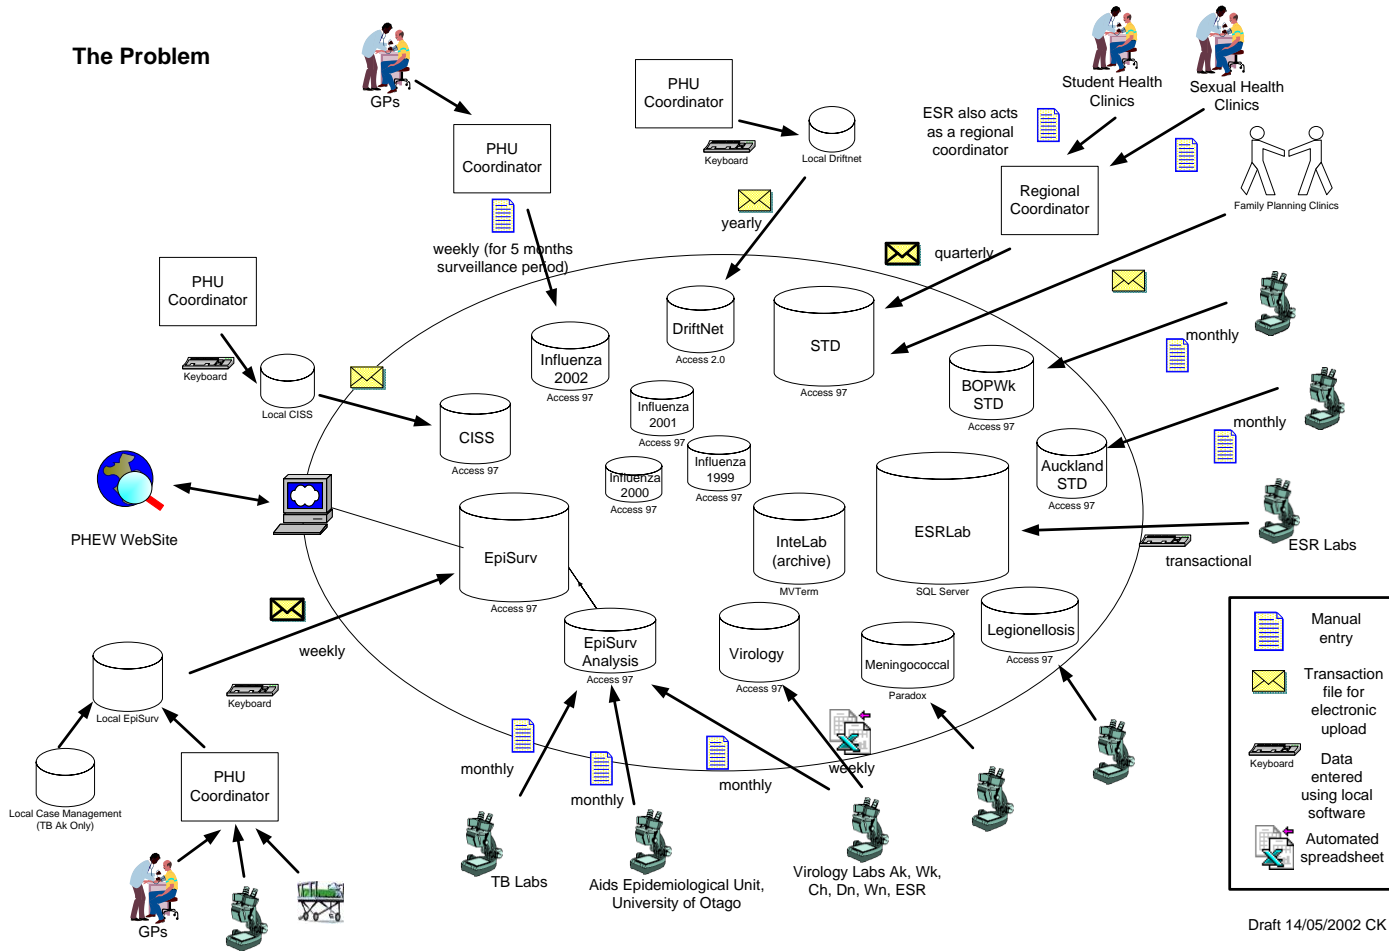 The Problem
GPs
PHU
Coordinator
PHU
Coordinator
Keyboard
Local Driftnet
ESR also acts
as a regional
coordinator
Student Health
Clinics
Sexual Health
Clinics
Regional
Coordinator
Family Planning Clinics
weekly (for 5 months
surveillance period)
yearly
quarterly
PHU
Coordinator
Keyboard
Local CISS
Influenza
2002
Access 97
DriftNet
Access 2.0
STD
Access 97
BOPWk
STD
Access 97
monthly
monthly
CISS
Access 97
Influenza
2001
Access 97
Influenza
2000
Access 97
Influenza
1999
Access 97
Auckland
STD
Access 97
PHEW WebSite
EpiSurv
Access 97
InteLab
(archive)
MVTerm
ESRLab
SQL Server
ESR Labs
transactional
weekly
Local EpiSurv
Keyboard
EpiSurv
Analysis
Access 97
Virology
Access 97
Meningococcal
Paradox
Legionellosis
Access 97
Local Case Management
(TB Ak Only)
PHU
Coordinator
GPs
monthly
monthly
monthly
weekly
TB Labs
Aids Epidemiological Unit,
University of Otago
Virology Labs Ak, Wk,
Ch, Dn, Wn, ESR
Manual
entry
Transaction
file for
electronic
upload
Keyboard
Data
entered
using local
software
Automated
spreadsheet
Draft 14/05/2002 CK